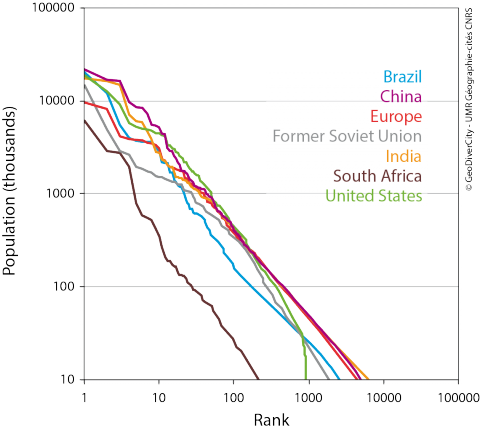 100000
10000
1000
100
10
Population (thousands)
Brazil
China
Europe
Former Soviet Union
India
South Africa
United States
1
10
100
1000
10000
100000
Rank
© GeoDiverCity - UMR Géographie-cités CNRS